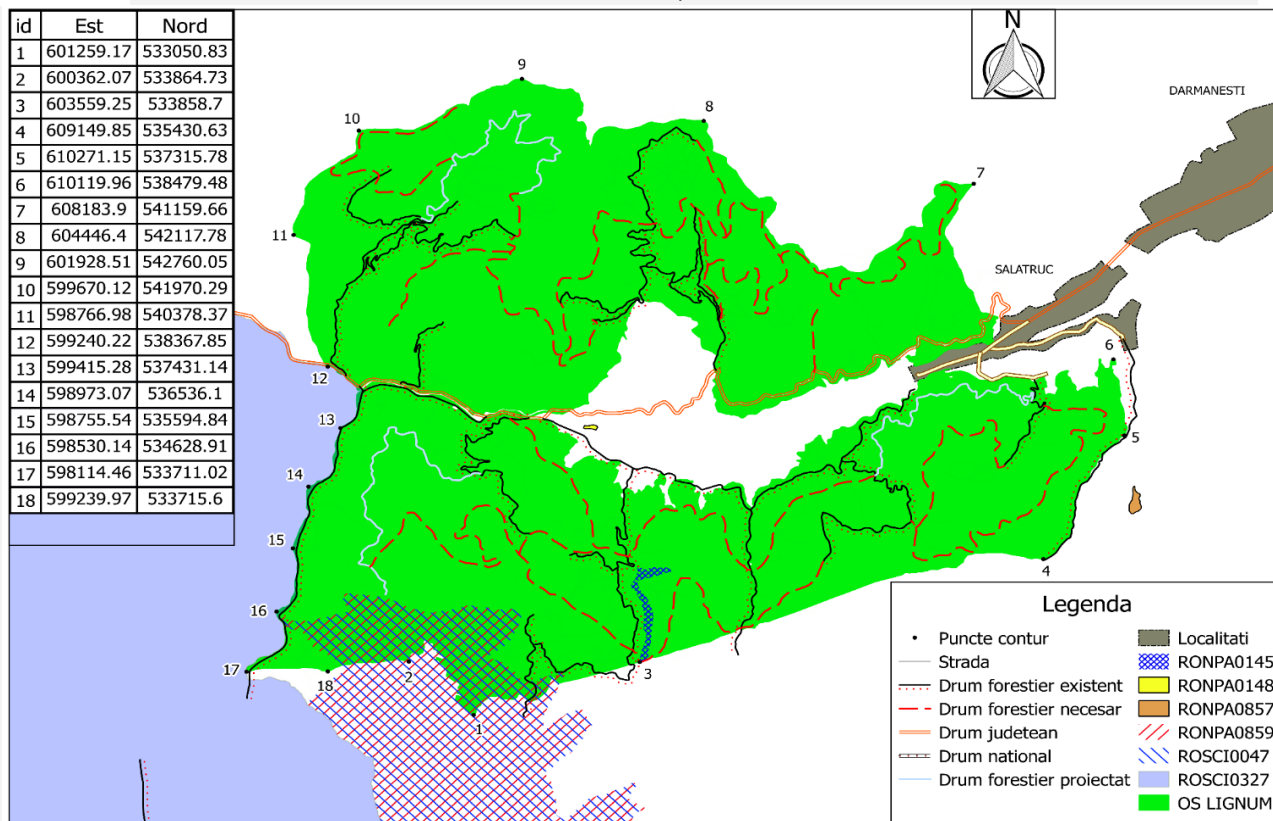 id Est Nord
1 601259.17 533050.83
2 600362.07 533864.73
3 603559.25 533858.7
4 609149.85 535430.63
5 610271.15 537315.78
6 610119.96 538479.48
7 608183.9 541159.66
8 604446.4 542117.78
9 601928.51 542760.05
10 599670.12 541970.29
11 598766.98 540378.37
12 599240.22 538367.85
13 599415.28 537431.14
14 598973.07 536536.1
15 598755.54 535594.84
16 598530.14 534628.91
17 598114.46 533711.02
18 599239.97 533715.6
N
DARMANESTI
SALATRUC
9
8
10
7
11
6
12
13
5
14
15
4
16
17
18
2
3
1
Legenda
Puncte contur
Strada
Drum forestier existent
Drum forestier necesar
Drum judetean
Drum national
Drum forestier proiectat
Localitati
RONPA0145
RONPA0148
RONPA0857
RONPA0859
ROSCI0047
ROSCI0327
OS LIGNUM